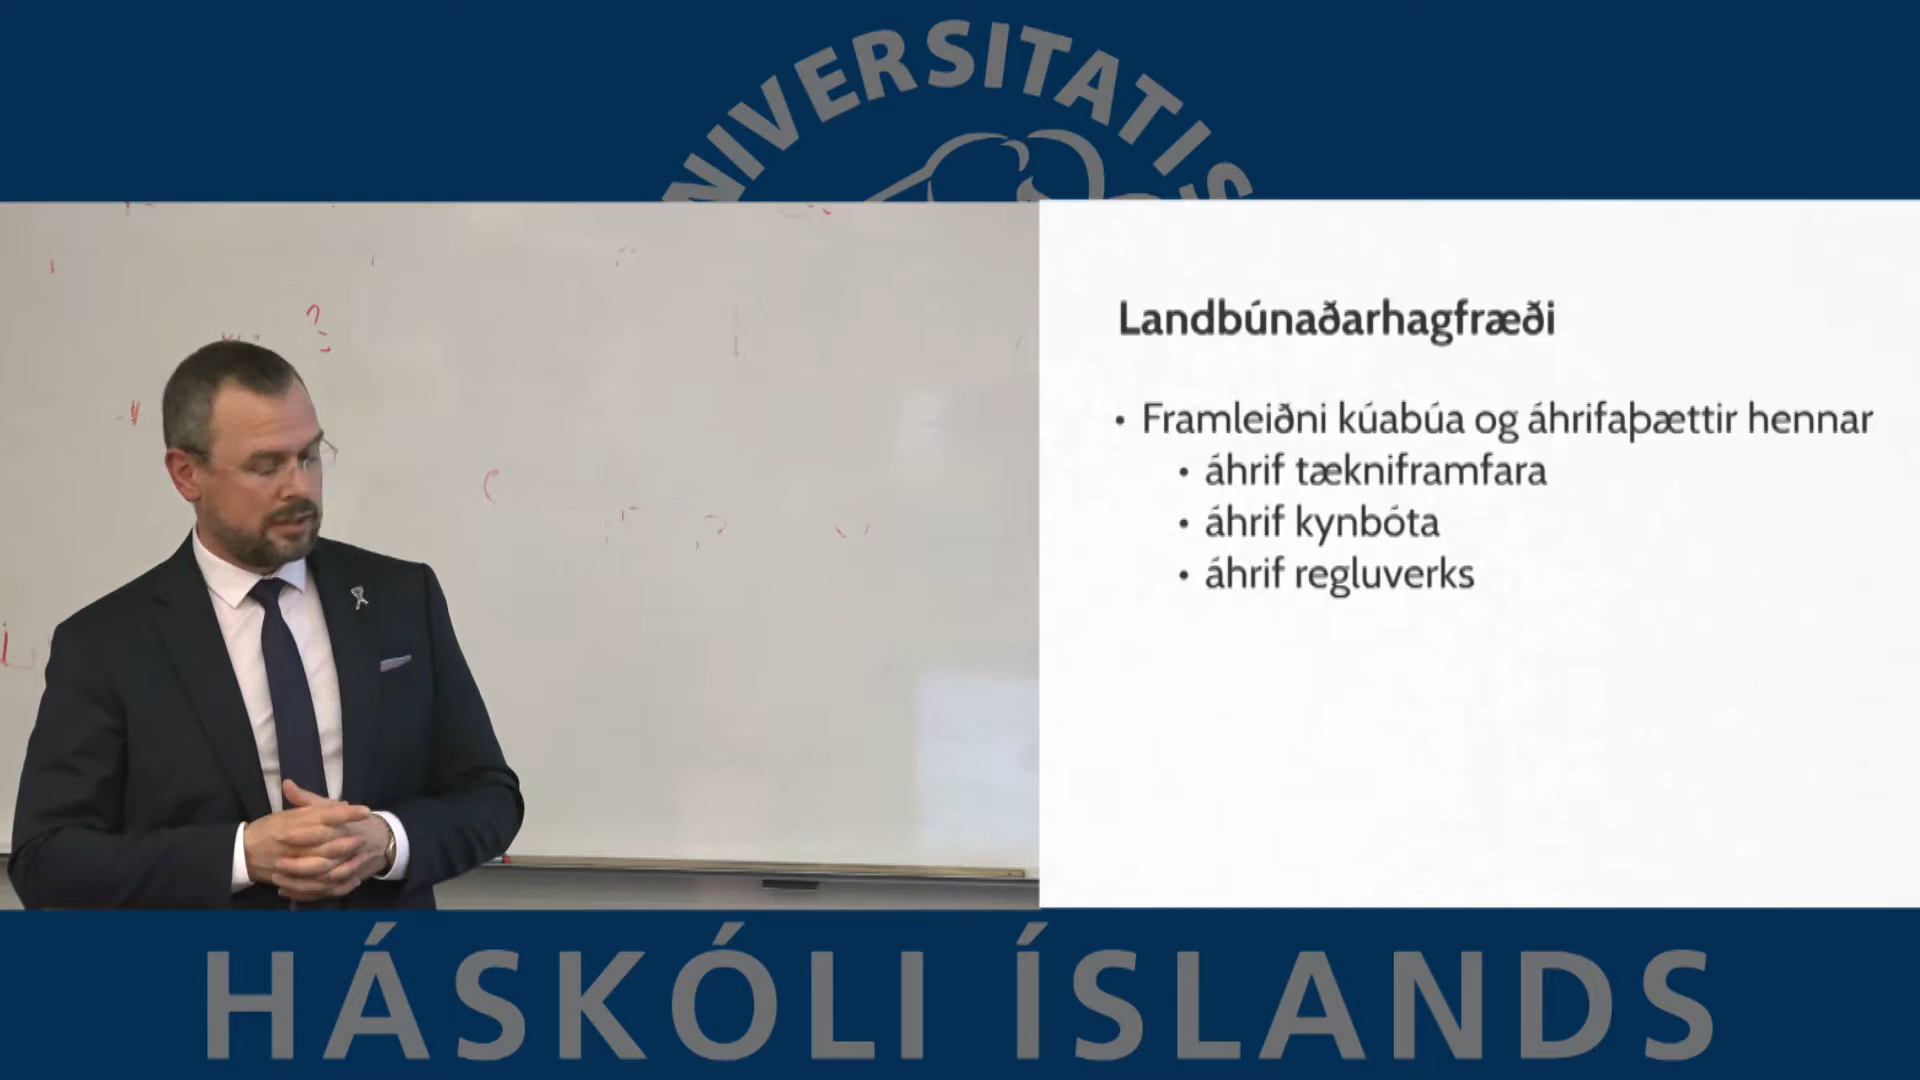 UNIVERSITATIS
Landbúnaðarhagfræði
• Framleiðni kúabúa og áhrifaþættir hennar
• áhrif tækniframfara
• áhrif kynbóta
• áhrif regluverks
HÁSKÓLI ÍSLANDS